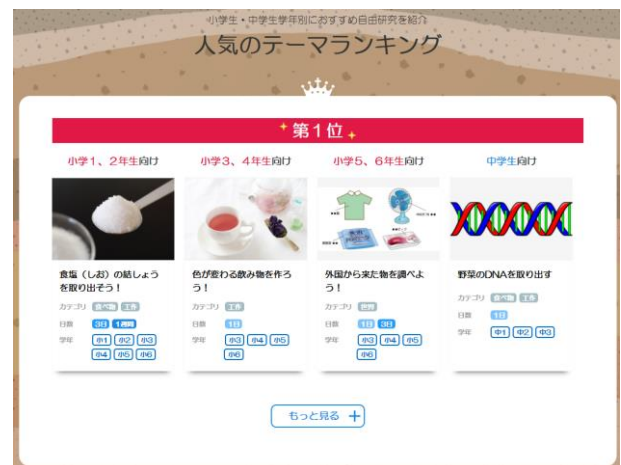 小学生・中学生学年別におすすめ自由研究を紹介
人気のテーマランキング
第1位
小学1、2年生向け
食塩（しお）の結しょうを取り出そう！
カテゴリ 食べ物 工作
日数 3日 1週間
学年 小1 小2 小3
小4 小5 小6
小学3、4年生向け
色が変わる飲み物を作ろう！
カテゴリ 工作
日数 1日
学年 小3 小4 小5
小6
小学5、6年生向け
外国から来た物を調べよう！
カテゴリ
日数 1日 3日
学年 小3 小4 小5
小6
中学生向け
野菜のDNAを取り出す
カテゴリ 食べ物 工作
日数 1日
学年 中1 中2 中3
もっと見る ＋